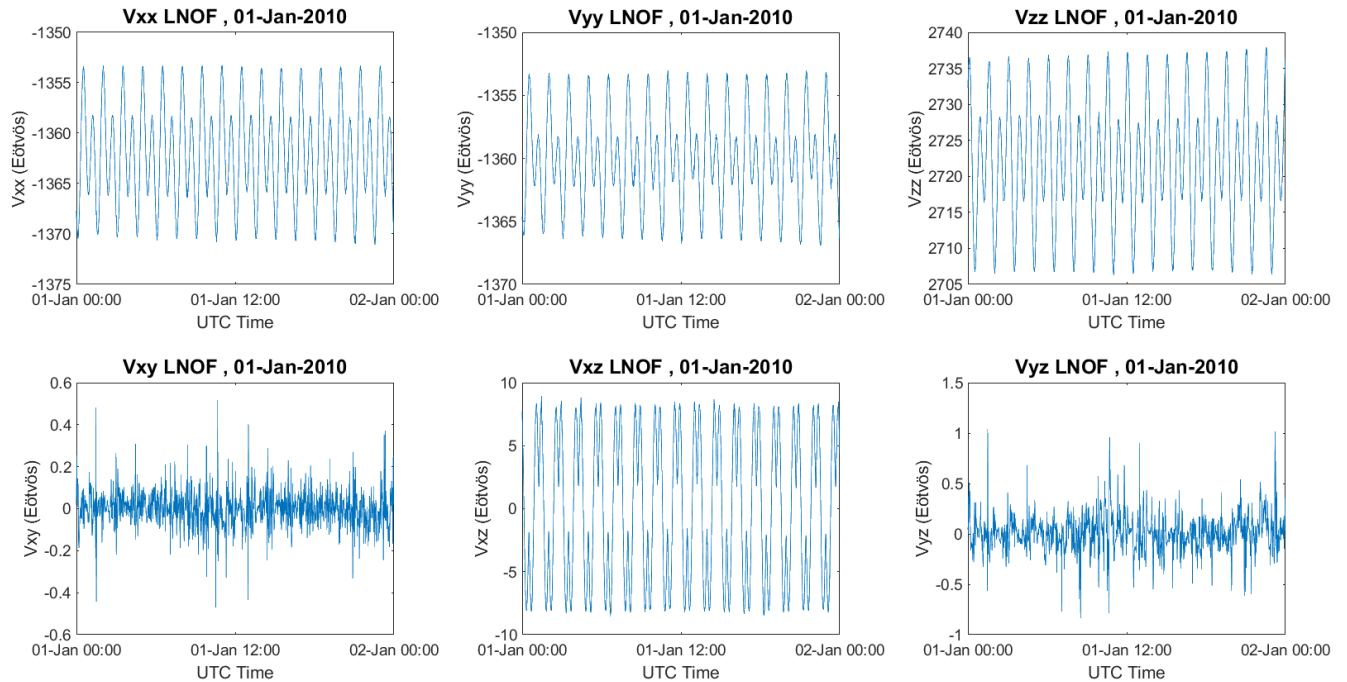 Vxx LNOF , 01-Jan-2010
-1350
-1355
-1360
-1365
-1370
-1375
Vxx (Eötvös)
01-Jan 00:00 01-Jan 12:00 02-Jan 00:00
UTC Time
Vyy LNOF , 01-Jan-2010
-1350
-1355
-1360
-1365
-1370
Vyy (Eötvös)
01-Jan 00:00 01-Jan 12:00 02-Jan 00:00
UTC Time
Vzz LNOF , 01-Jan-2010
2740
2735
2730
2725
2720
2715
2710
2705
Vzz (Eötvös)
01-Jan 00:00 01-Jan 12:00 02-Jan 00:00
UTC Time
Vxy LNOF , 01-Jan-2010
0.6
0.4
0.2
0
-0.2
-0.4
-0.6
Vxy (Eötvös)
01-Jan 00:00 01-Jan 12:00 02-Jan 00:00
UTC Time
Vxz LNOF , 01-Jan-2010
10
5
0
-5
-10
Vxz (Eötvös)
01-Jan 00:00 01-Jan 12:00 02-Jan 00:00
UTC Time
Vyz LNOF , 01-Jan-2010
1.5
1
0.5
0
-0.5
-1
Vyz (Eötvös)
01-Jan 00:00 01-Jan 12:00 02-Jan 00:00
UTC Time